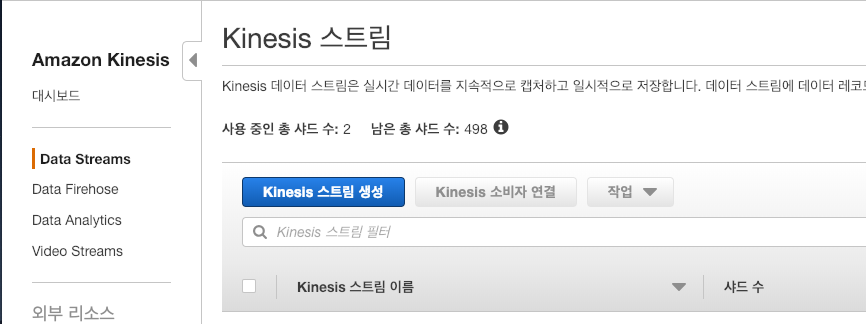 Amazon Kinesis
대시보드
Data Streams
Data Firehose
Data Analytics
Video Streams
외부 리소스
Kinesis 스트림
Kinesis 데이터 스트림은 실시간 데이터를 지속적으로 캡처하고 일시적으로 저장합니다. 데이터 스트림에 데이터
사용 중인 총 샤드 수: 2 남은 총 샤드 수: 498
Kinesis 스트림 생성 Kinesis 소비자 연결 작업
Kinesis 스트림 필터
Kinesis 스트림 이름 샤드 수